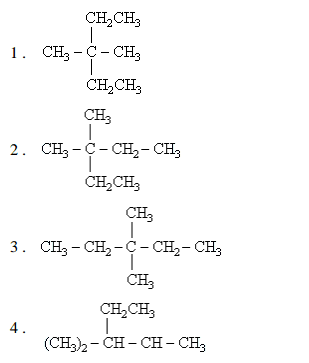 CH₂CH₃
1. CH₃ – C – CH₃
CH₂CH₃
CH₃
2. CH₃ – C – CH₂ – CH₃
CH₂CH₃
CH₃
3. CH₃ – CH₂ – C – CH₂ – CH₃
CH₃
CH₂CH₃
4.
(CH₃)₂ – CH – CH – CH₃